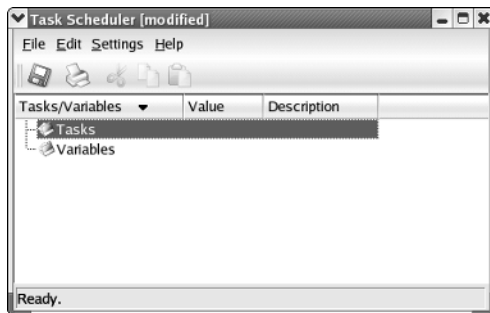 Task Scheduler [modified]
File Edit Settings Help
Tasks/Variables Value Description
Tasks
Variables
Ready.